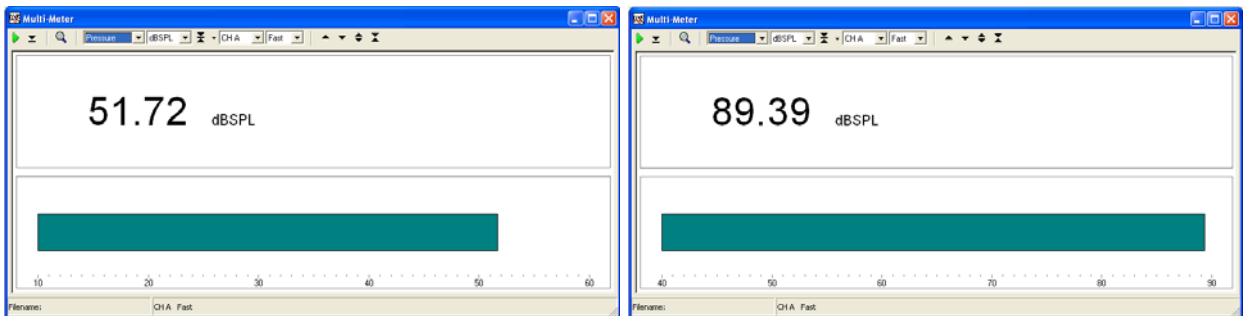 Multi-Meter
Pressure dBSPL CH A Fast
51.72 dBSPL
10 20 30 40 50 60
Filename: CH A Fast
Multi-Meter
Pressure dBSPL CH A Fast
89.39 dBSPL
40 50 60 70 80 90
Filename: CH A Fast